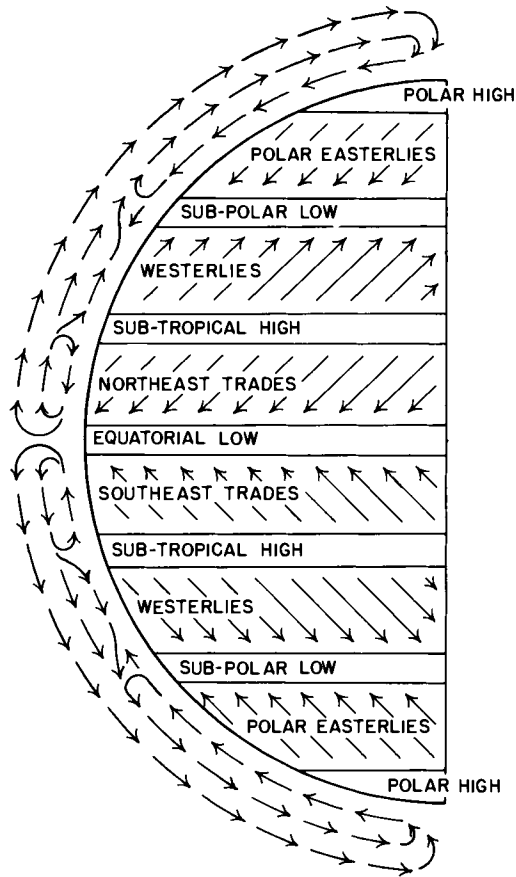 POLAR HIGH
POLAR EASTERLIES
SUB-POLAR LOW
WESTERLIES
SUB-TROPICAL HIGH
NORTHEAST TRADES
EQUATORIAL LOW
SOUTHEAST TRADES
SUB-TROPICAL HIGH
WESTERLIES
SUB-POLAR LOW
POLAR EASTERLIES
POLAR HIGH